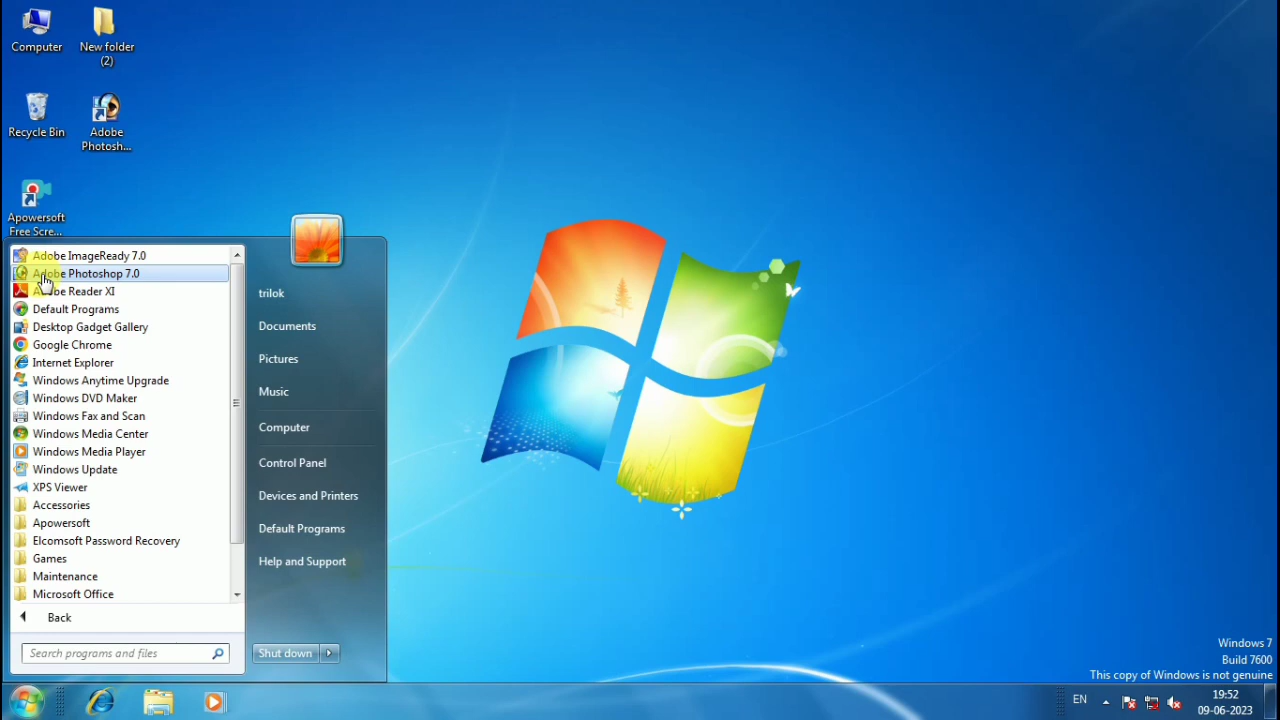 Computer
New folder
(2)
Recycle Bin
Adobe
Photosh...
Apowersoft
Free Scre...
Adobe ImageReady 7.0
Adobe Photoshop 7.0
Adobe Reader XI
Default Programs
Desktop Gadget Gallery
Google Chrome
Internet Explorer
Windows Anytime Upgrade
Windows DVD Maker
Windows Fax and Scan
Windows Media Center
Windows Media Player
Windows Update
XPS Viewer
Accessories
Apowersoft
Elcomsoft Password Recovery
Games
Maintenance
Microsoft Office
Back
Search programs and files
trilok
Documents
Pictures
Music
Computer
Control Panel
Devices and Printers
Default Programs
Help and Support
Shut down
Windows 7
Build 7600
This copy of Windows is not genuine
EN
19:52
09-06-2023